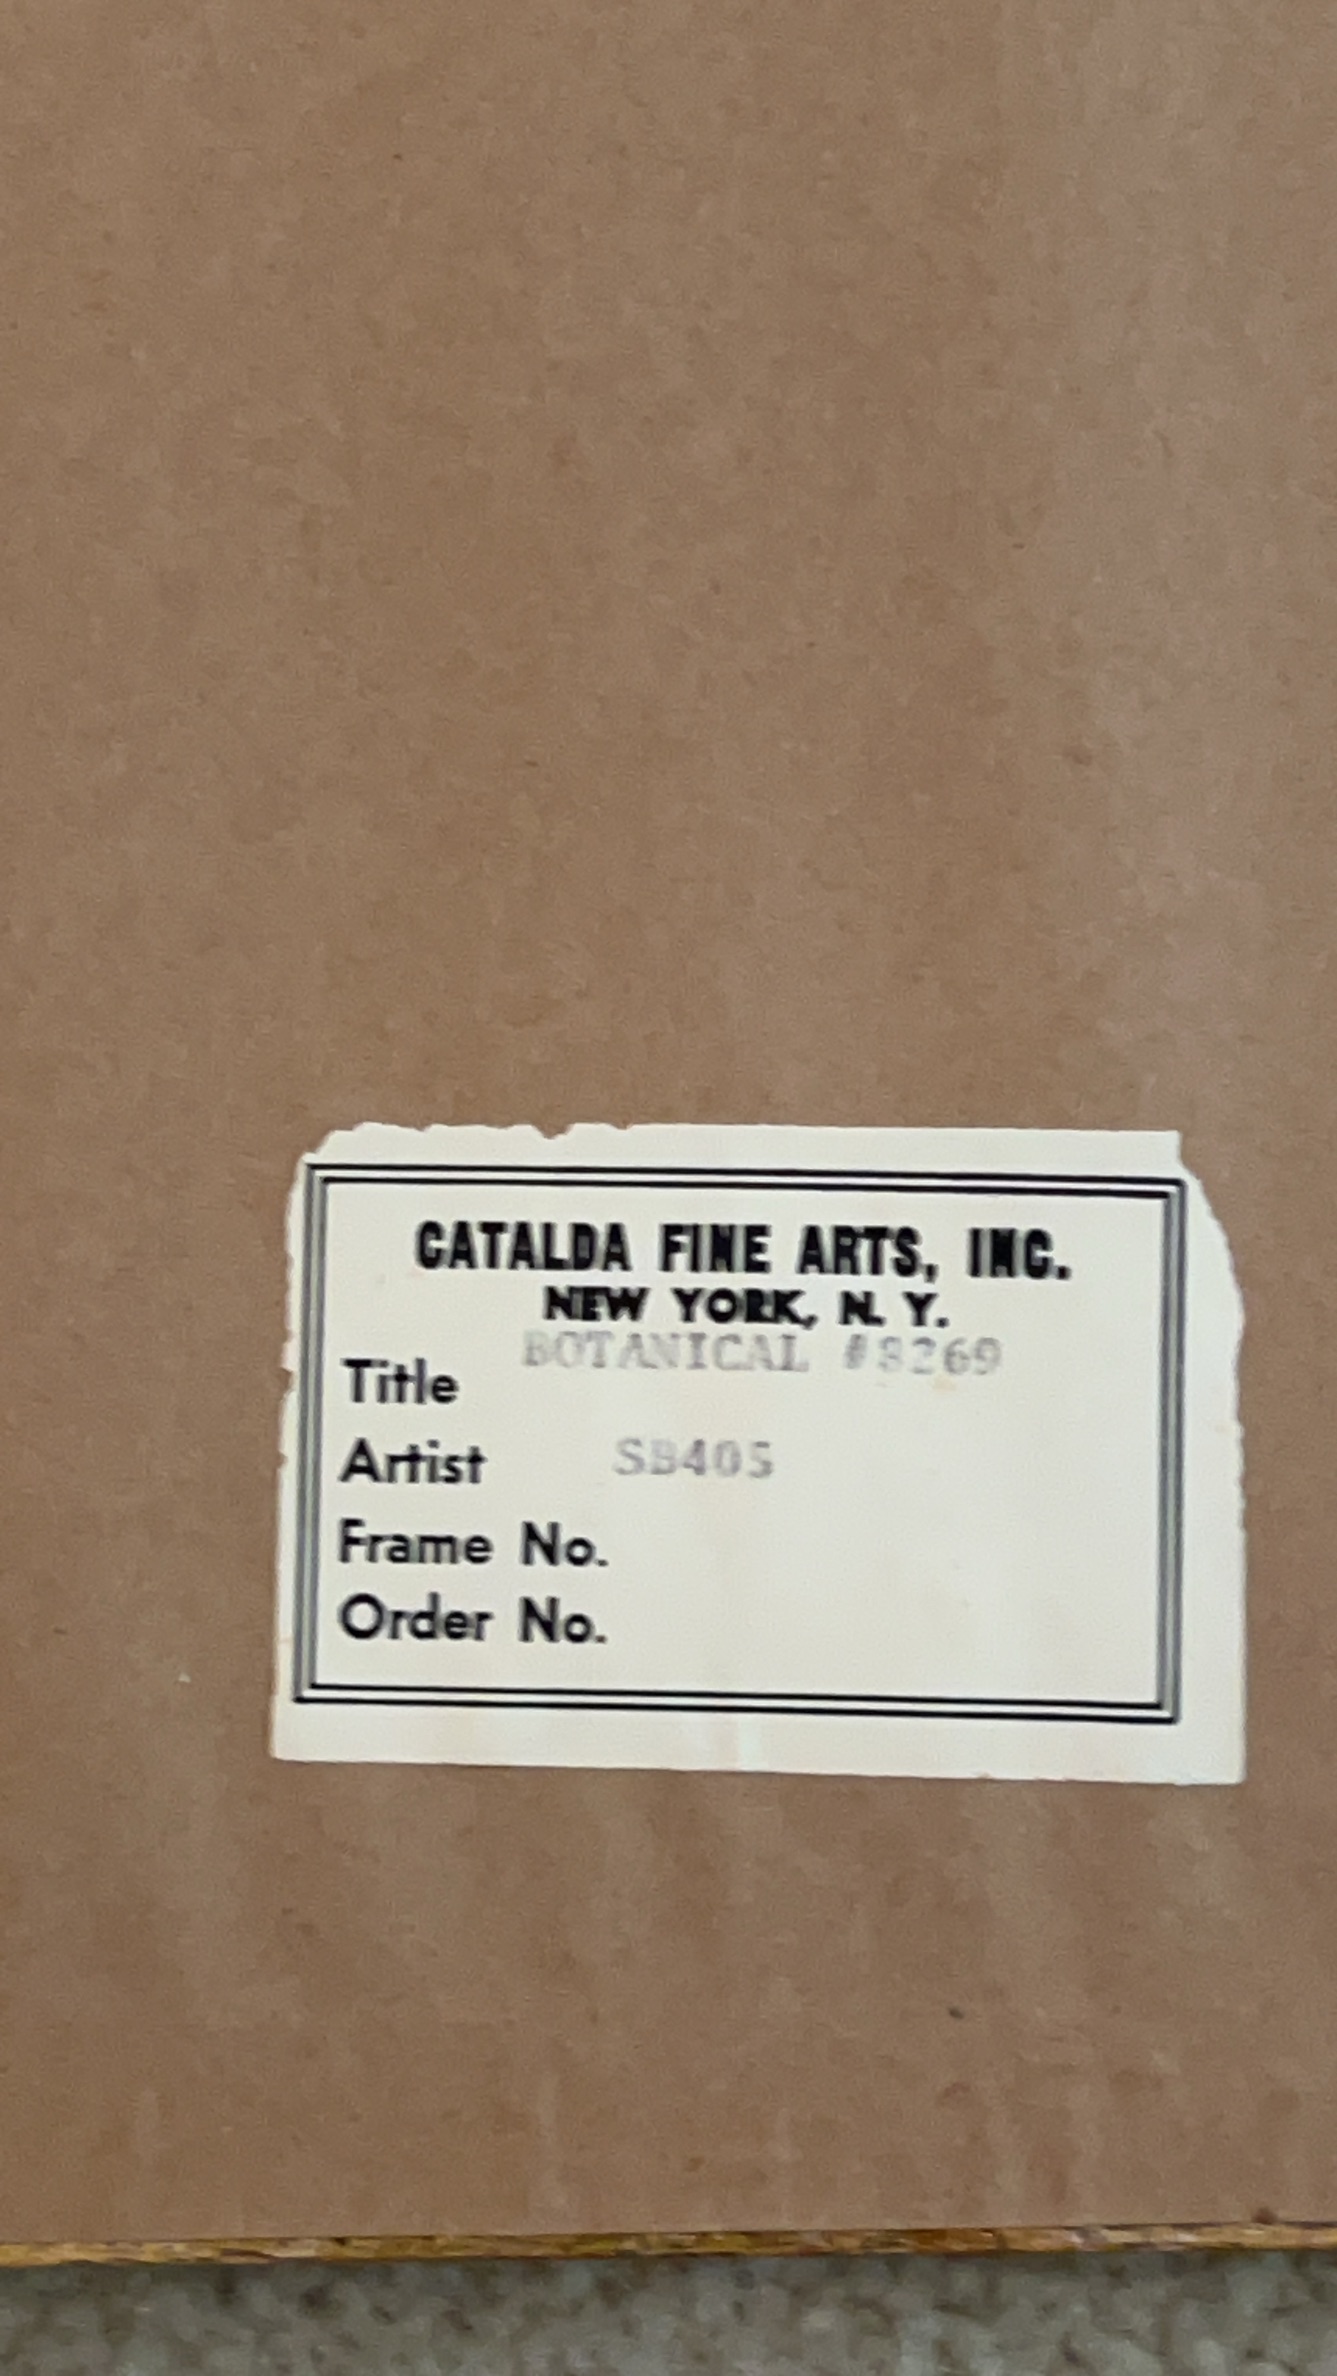 CATALDA FINE ARTS, INC.
NEW YORK, N. Y.
BOTANICAL #8269
Title
Artist SB405
Frame No.
Order No.